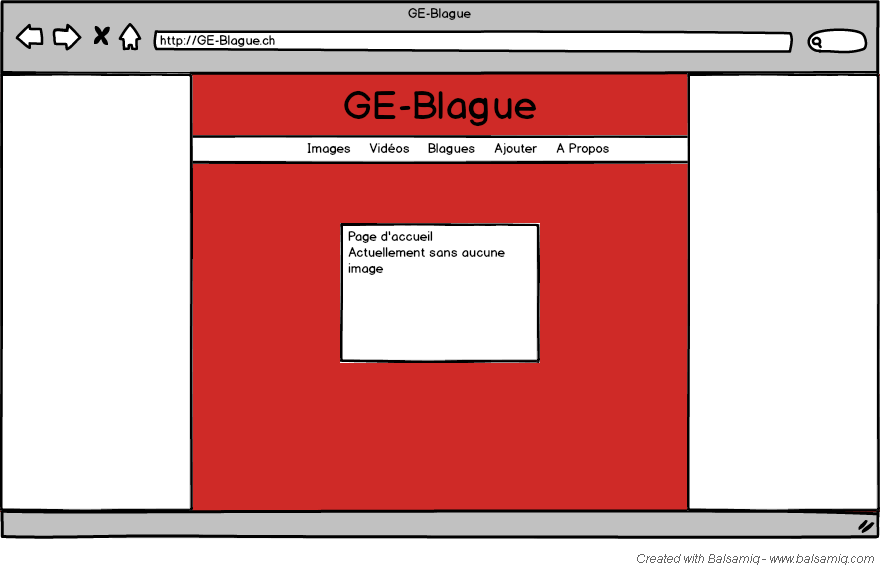 GE-Blague
http://GE-Blague.ch
GE-Blague
Images Vidéos Blagues Ajouter A Propos
Page d'accueil
Actuellement sans aucune
image
Created with Balsamiq - www.balsamiq.com